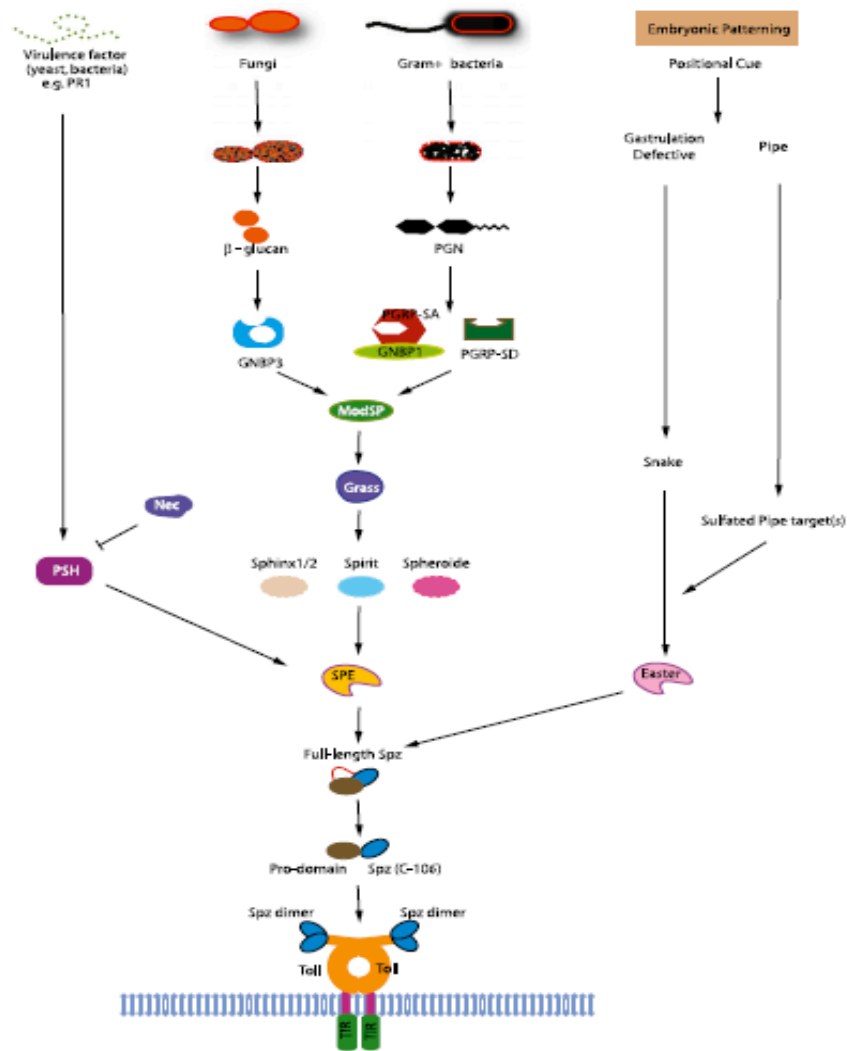 Virulence factor
(yeast, bacteria)
e.g. PR1
Fungi
Gram+ bacteria
Embryonic Patterning
Positional Cue
Gastrulation
Defective
Pipe
β-glucan
PGN
PGRP-SA
GNBP1
GNBP3
PGRP-SD
ModSP
Grass
Snake
Nec
Sulfated Pipe target(s)
PSH
Sphinx1/2
Spirit
Spheroide
SPE
Easter
Full-length Spz
Pro-domain
Spz (C-106)
Spz dimer
Spz dimer
Toll
Toll
TIR
TIR